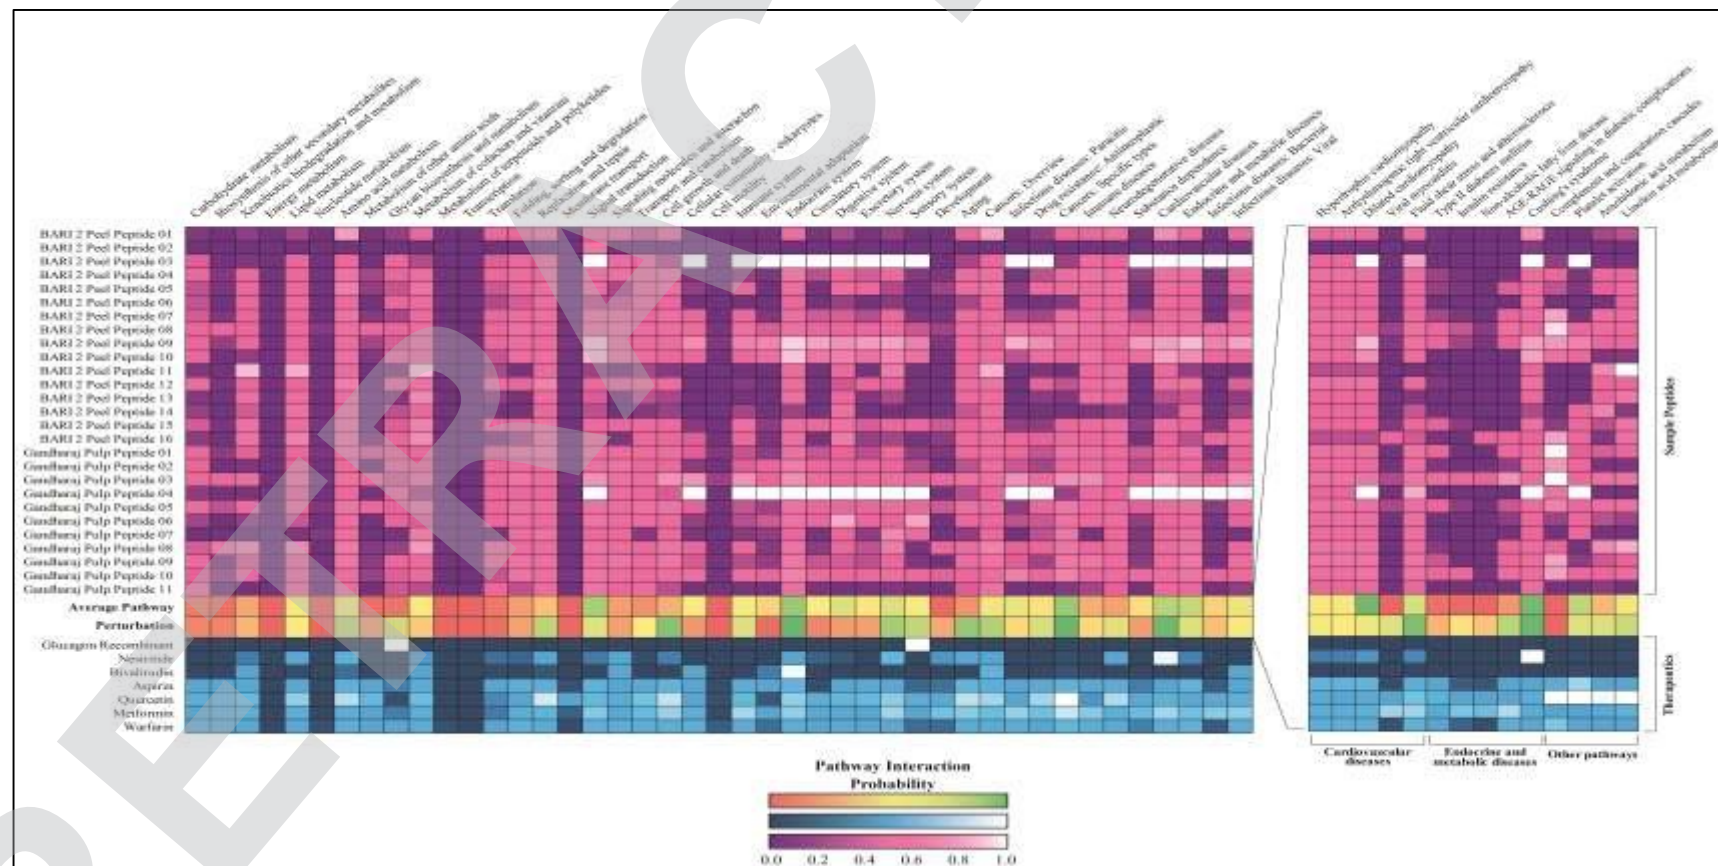 Carbohydrate metabolism
Biosynthesis of other secondary metabolites
Xenobiotics biodegradation and metabolism
Energy metabolism
Lipid metabolism
Nucleotide metabolism
Amino acid metabolism
Metabolism of other amino acids
Glycan biosynthesis and metabolism
Metabolism of cofactors and vitamins
Metabolism of terpenoids and polyketides
Transcription
Translation
Folding, sorting and degradation
Replication and repair
Membrane transport
Signal transduction
Signaling molecules and interaction
Transport and catabolism
Cell growth and death
Cellular community - eukaryotes
Cell motility
Immune system
Environmental adaptation
Endocrine system
Circulatory system
Digestive system
Excretory system
Nervous system
Sensory system
Development
Aging
Cancers: Overview
Infectious diseases: Parasitic
Drug resistance: Antineoplastic
Cancers: Specific types
Immune diseases
Neurodegenerative diseases
Substance dependence
Cardiovascular diseases
Endocrine and metabolic diseases
Infectious diseases: Bacterial
Infectious diseases: Viral
Hypertrophic cardiomyopathy
Arrhythmogenic right ventricular cardiomyopathy
Dilated cardiomyopathy
Viral myocarditis
Fluid shear stress and atherosclerosis
Type II diabetes mellitus
Insulin resistance
Non-alcoholic fatty liver disease
AGE-RAGE signaling in diabetic complications
Cushing's syndrome
Complement and coagulation cascades
Platelet activation
Arachidonic acid metabolism
Linoleic acid metabolism
BARI 2 Peel Peptide 01
BARI 2 Peel Peptide 02
BARI 2 Peel Peptide 03
BARI 2 Peel Peptide 04
BARI 2 Peel Peptide 05
BARI 2 Peel Peptide 06
BARI 2 Peel Peptide 07
BARI 2 Peel Peptide 08
BARI 2 Peel Peptide 09
BARI 2 Peel Peptide 10
BARI 2 Peel Peptide 11
BARI 2 Peel Peptide 12
BARI 2 Peel Peptide 13
BARI 2 Peel Peptide 14
BARI 2 Peel Peptide 15
BARI 2 Peel Peptide 16
Gandharaj Pulp Peptide 01
Gandharaj Pulp Peptide 02
Gandharaj Pulp Peptide 03
Gandharaj Pulp Peptide 04
Gandharaj Pulp Peptide 05
Gandharaj Pulp Peptide 06
Gandharaj Pulp Peptide 07
Gandharaj Pulp Peptide 08
Gandharaj Pulp Peptide 09
Gandharaj Pulp Peptide 10
Gandharaj Pulp Peptide 11
Average Pathway
Perturbation
Glucagon Recombinant
Nesiritide
Bivalirudin
Aspirin
Quercetin
Metformin
Warfarin
Sample Peptides
Therapeutics
Cardiovascular
diseases
Endocrine and
metabolic diseases
Other pathways
Pathway Interaction
Probability
0.0 0.2 0.4 0.6 0.8 1.0